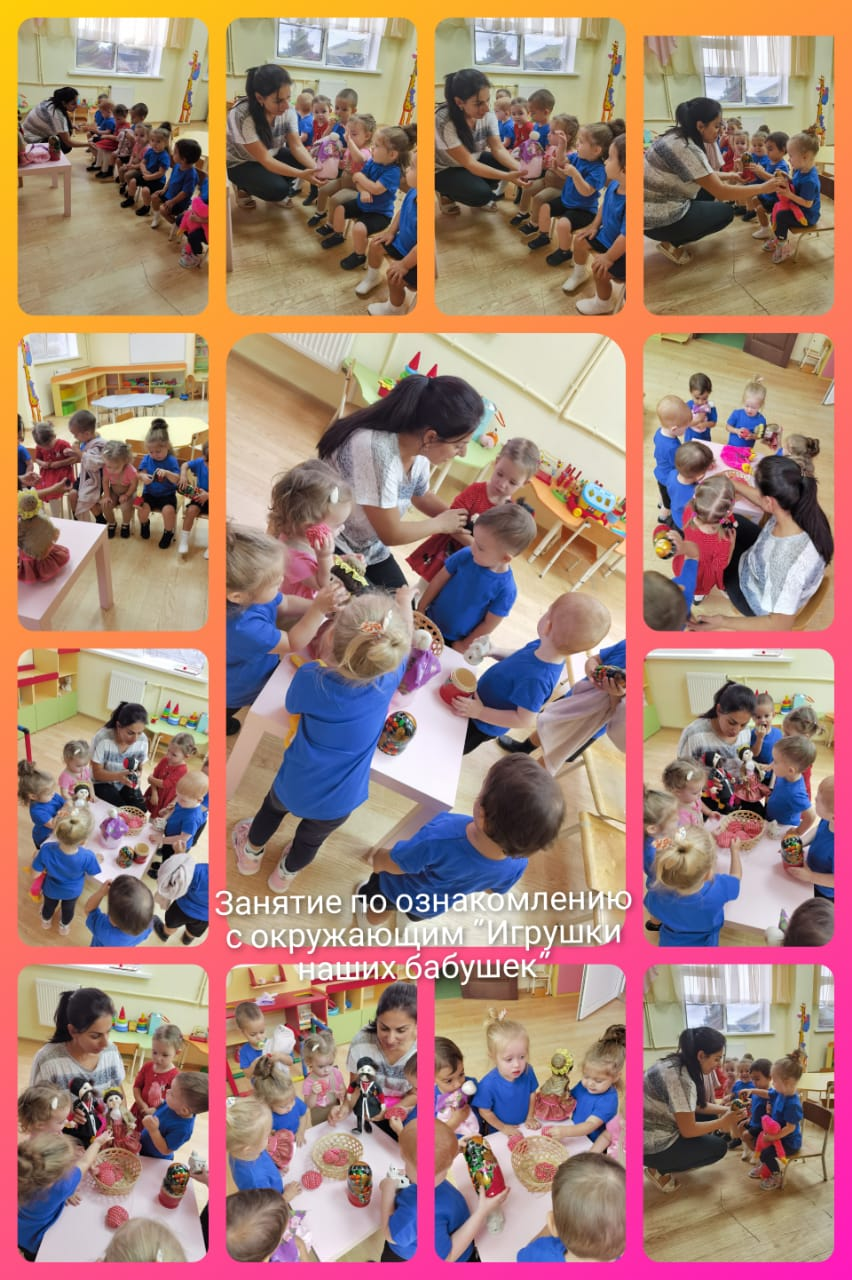 Занятие по ознакомлению
с окружающим "Игрушки
наших бабушек"